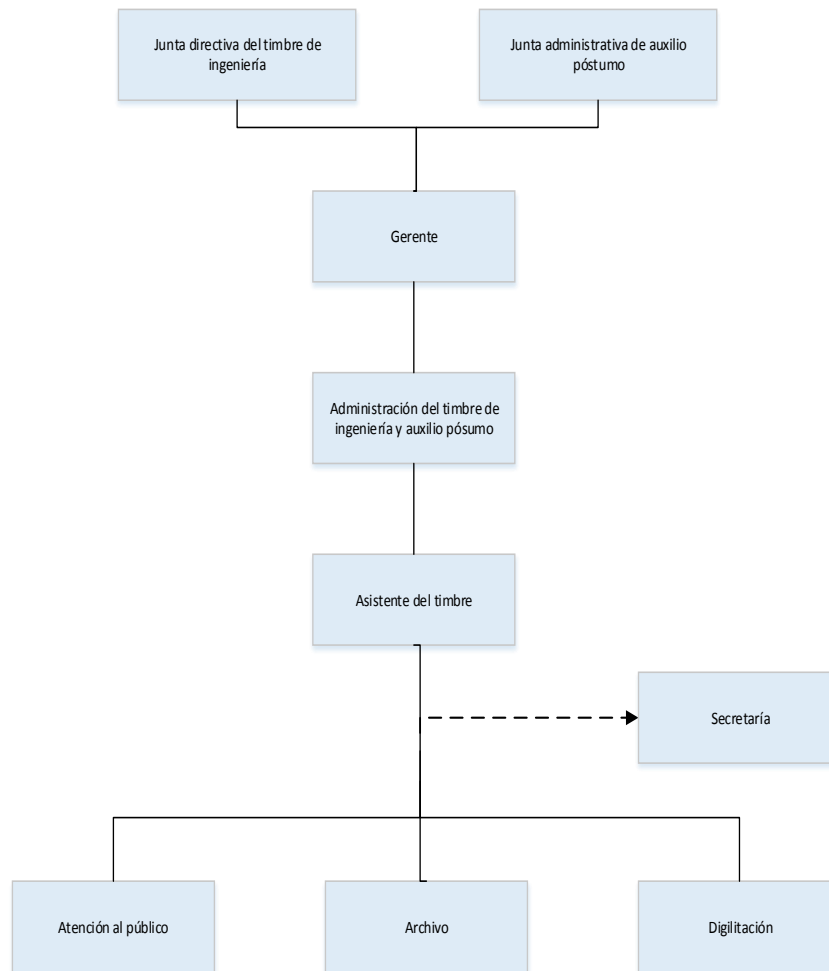 Junta directiva del timbre de
ingeniería
Junta administrativa de auxilio
póstumo
Gerente
Administración del timbre de
ingeniería y auxilio pósumo
Asistente del timbre
Secretaría
Atención al público
Archivo
Digilitación